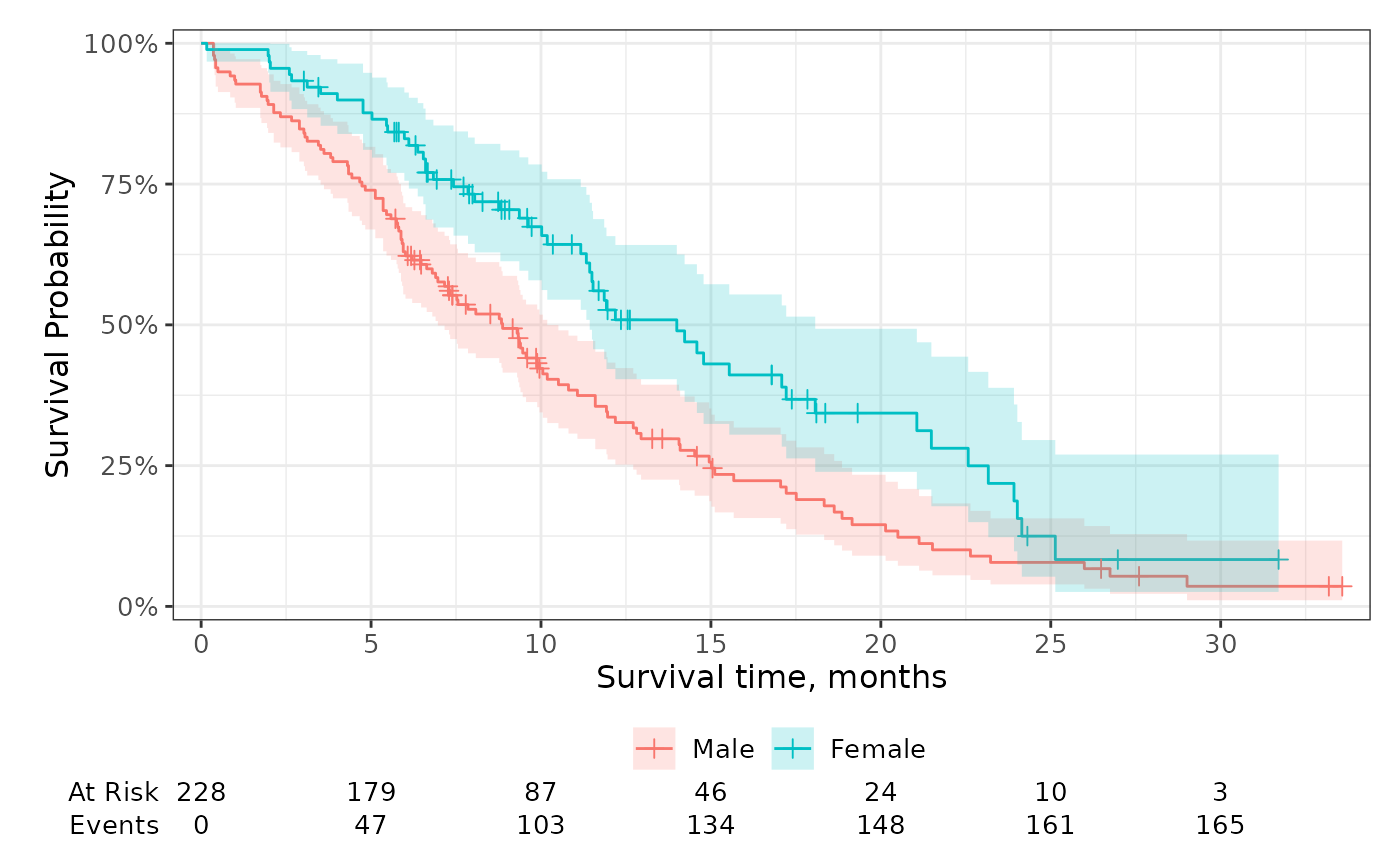 Survival Probability
100%
75%
50%
25%
0%
0 5 10 15 20 25 30
Survival time, months
Male Female
At Risk 228 179 87 46 24 10 3
Events 0 47 103 134 148 161 165